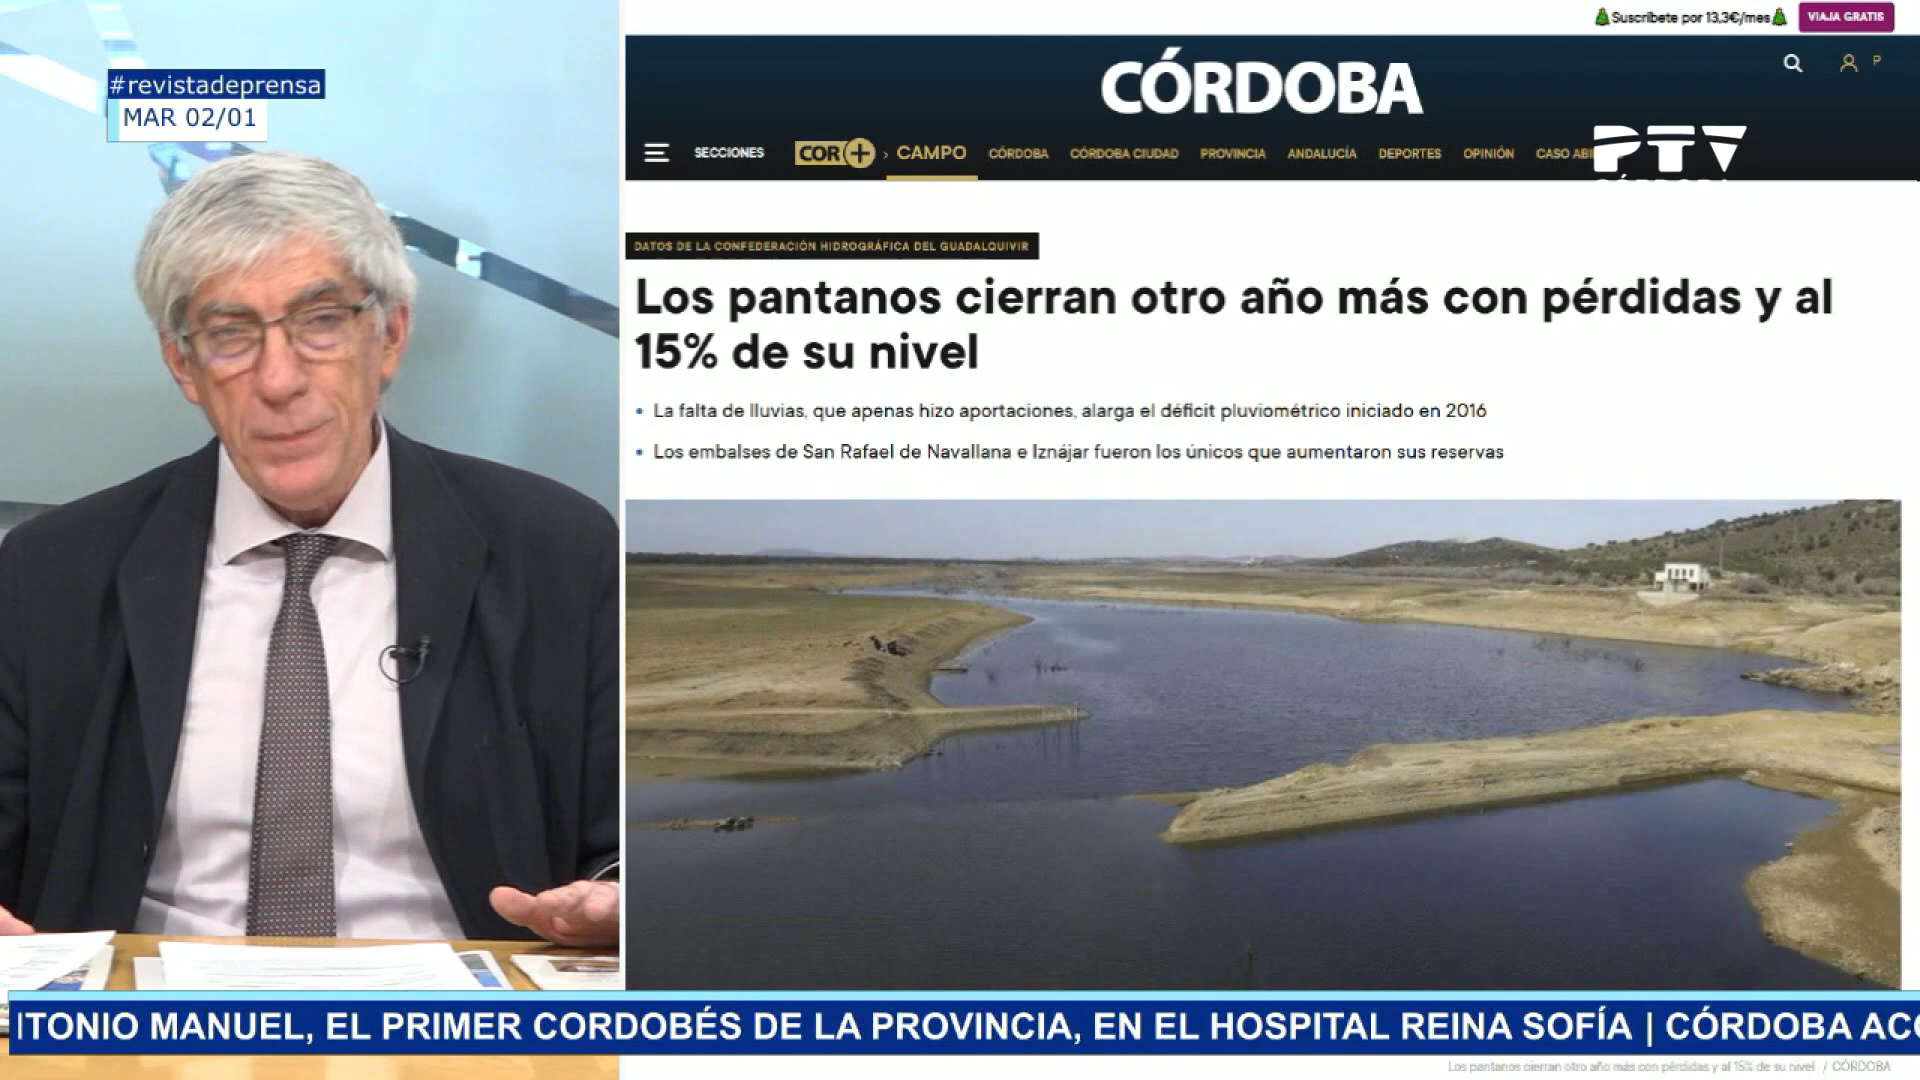 #revistadeprensa
MAR 02/01
Suscríbete por 13,3€/mes
VIAJA GRATIS
CÓRDOBA
P
SECCIONES COR+ › CAMPO CÓRDOBA CÓRDOBA CIUDAD PROVINCIA ANDALUCÍA DEPORTES OPINIÓN CASO ABI
PTV
DATOS DE LA CONFEDERACIÓN HIDROGRÁFICA DEL GUADALQUIVIR
Los pantanos cierran otro año más con pérdidas y al
15% de su nivel
• La falta de lluvias, que apenas hizo aportaciones, alarga el déficit pluviométrico iniciado en 2016
• Los embalses de San Rafael de Navallana e Iznájar fueron los únicos que aumentaron sus reservas
TONIO MANUEL, EL PRIMER CORDOBÉS DE LA PROVINCIA, EN EL HOSPITAL REINA SOFÍA | CÓRDOBA AC
Los pantanos cierran otro año más con pérdidas y al 15% de su nivel / CÓRDOBA